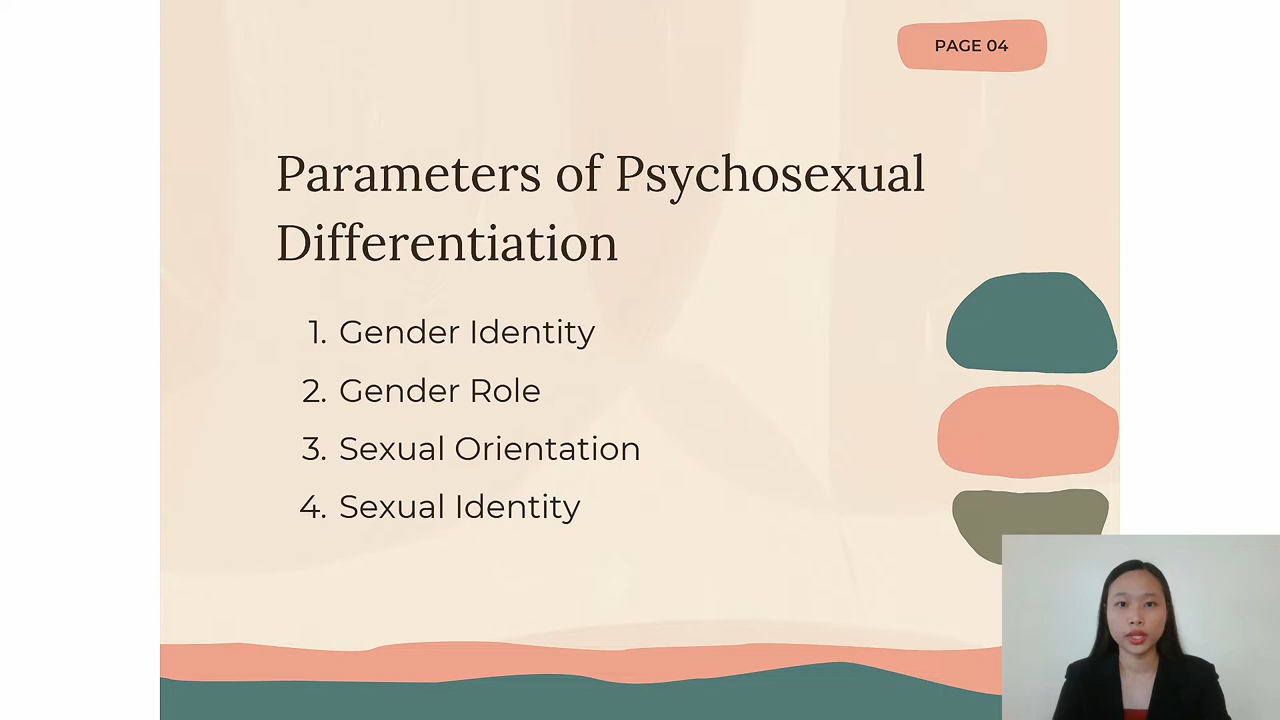 PAGE 04
Parameters of Psychosexual
Differentiation
1. Gender Identity
2. Gender Role
3. Sexual Orientation
4. Sexual Identity